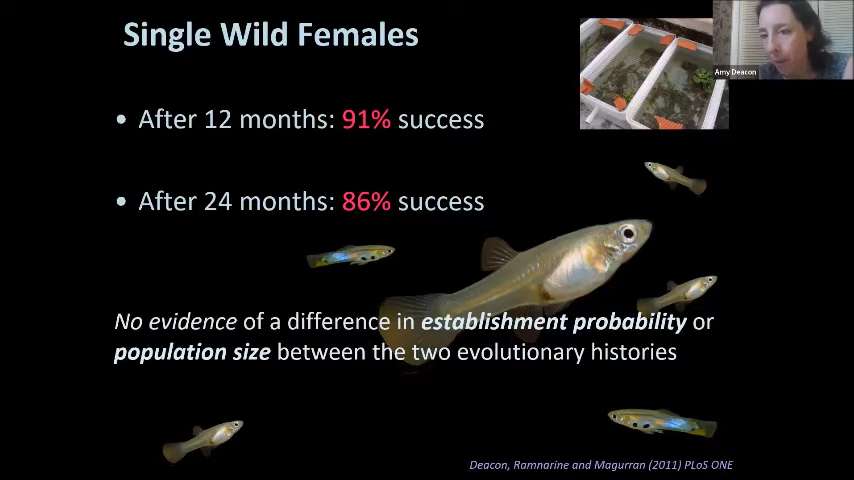 Single Wild Females
Amy Deacon
• After 12 months: 91% success
• After 24 months: 86% success
No evidence of a difference in establishment probability or
population size between the two evolutionary histories
Deacon, Ramnarine and Magurran (2011) PLoS ONE